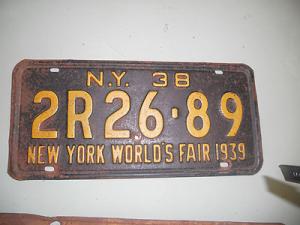 N.Y. 38
2R26·89
NEW YORK WORLD'S FAIR 1939